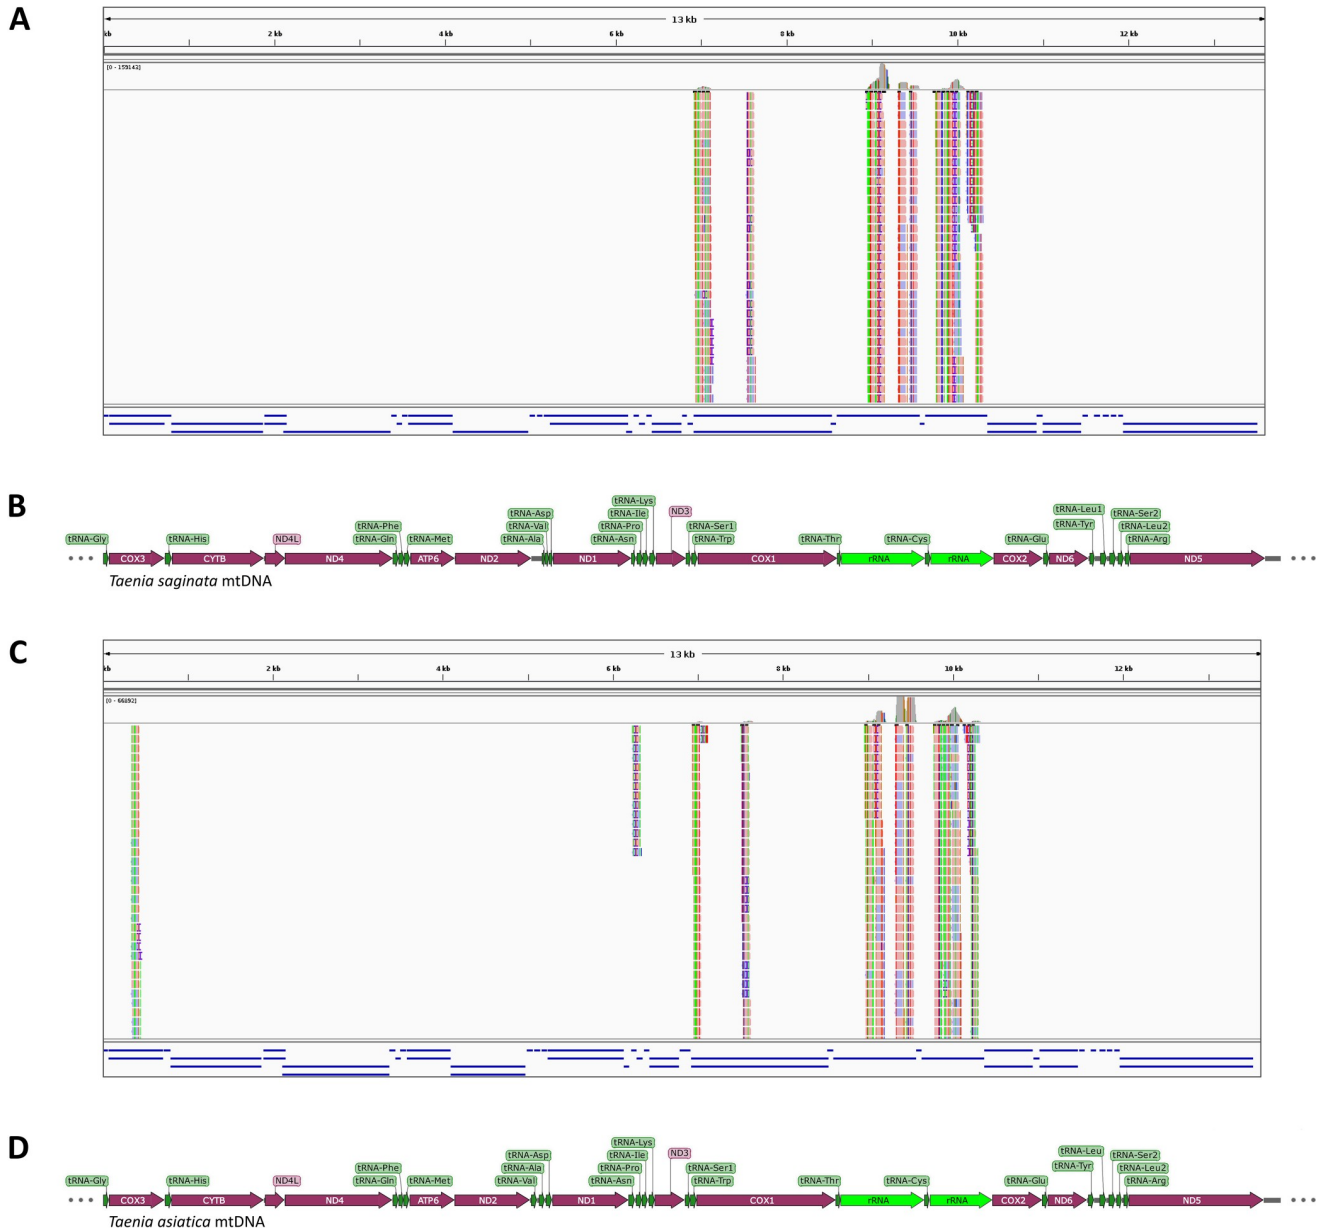 A
13 kb
kb 2 kb 4 kb 6 kb 8 kb 10 kb 12 kb
[0 - 159143]
B
tRNA-Lys
tRNA-Asp tRNA-Ile ND3 tRNA-Leu1 tRNA-Ser2
tRNA-Phe tRNA-Val tRNA-Pro tRNA-Ser1 tRNA-Tyr tRNA-Leu2
tRNA-Gly tRNA-His ND4L tRNA-Gln tRNA-Met tRNA-Ala tRNA-Asn tRNA-Trp tRNA-Thr tRNA-Cys tRNA-Glu tRNA-Arg
COX3 CYTB ND4 ATP6 ND2 ND1 COX1 rRNA rRNA COX2 ND6 ND5
Taenia saginata mtDNA
C
13 kb
kb 2 kb 4 kb 6 kb 8 kb 10 kb 12 kb
[0 - 66892]
D
tRNA-Lys
tRNA-Asp tRNA-Ile ND3 tRNA-Leu tRNA-Ser2
tRNA-Phe tRNA-Ala tRNA-Pro tRNA-Ser1 tRNA-Tyr tRNA-Leu2
tRNA-Gly tRNA-His ND4L tRNA-Gln tRNA-Met tRNA-Val tRNA-Asn tRNA-Trp tRNA-Thr tRNA-Cys tRNA-Glu tRNA-Arg
COX3 CYTB ND4 ATP6 ND2 ND1 COX1 rRNA rRNA COX2 ND6 ND5
Taenia asiatica mtDNA